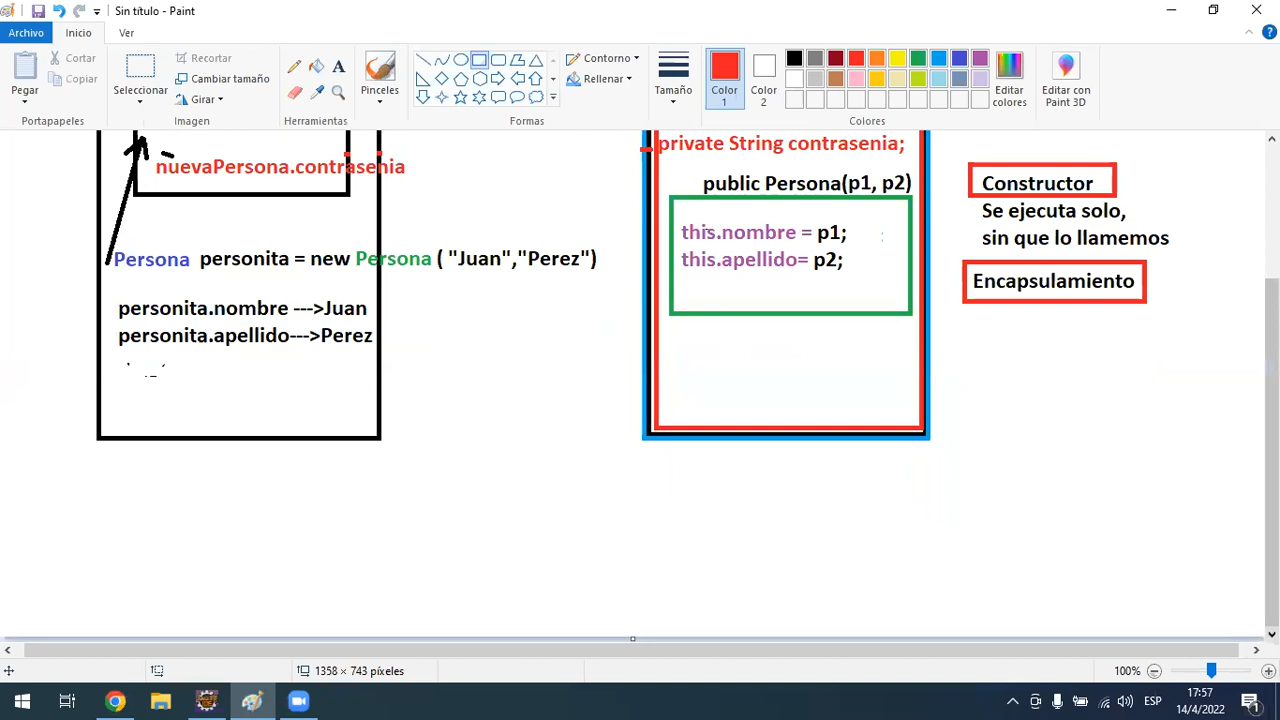 Sin título - Paint
Archivo Inicio Ver
Pegar
Cortar
Copiar
Portapapeles
Seleccionar
Recortar
Cambiar tamaño
Girar
Imagen
A
Herramientas
Pinceles
Contorno
Rellenar
Formas
Tamaño
Color
1
Color
2
Editar
colores
Editar con
Paint 3D
Colores
nuevaPersona.contrasenia
Persona personita = new Persona ( "Juan","Perez")
personita.nombre --->Juan
personita.apellido--->Perez
private String contrasenia;
public Persona(p1, p2)
this.nombre = p1;
this.apellido= p2;
Constructor
Se ejecuta solo,
sin que lo llamemos
Encapsulamiento
1358 × 743 píxeles
100%
ESP
17:57
14/4/2022
1